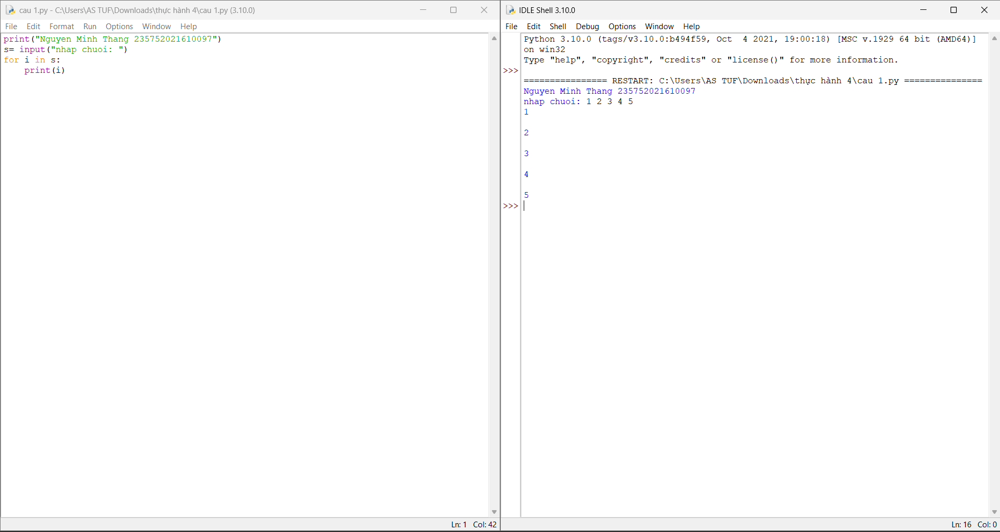 cau 1.py - C:\Users\AS TUF\Downloads\thực hành 4\cau 1.py (3.10.0)
File Edit Format Run Options Window Help
print("Nguyen Minh Thang 235752021610097")
s= input("nhap chuoi: ")
for i in s:
    print(i)
Ln: 1 Col: 42
IDLE Shell 3.10.0
File Edit Shell Debug Options Window Help
Python 3.10.0 (tags/v3.10.0:b494f59, Oct  4 2021, 19:00:18) [MSC v.1929 64 bit (AMD64)]
on win32
Type "help", "copyright", "credits" or "license()" for more information.
>>>
================ RESTART: C:\Users\AS TUF\Downloads\thực hành 4\cau 1.py ===============
Nguyen Minh Thang 235752021610097
nhap chuoi: 1 2 3 4 5
1
2
3
4
5
>>>
Ln: 16 Col: 0